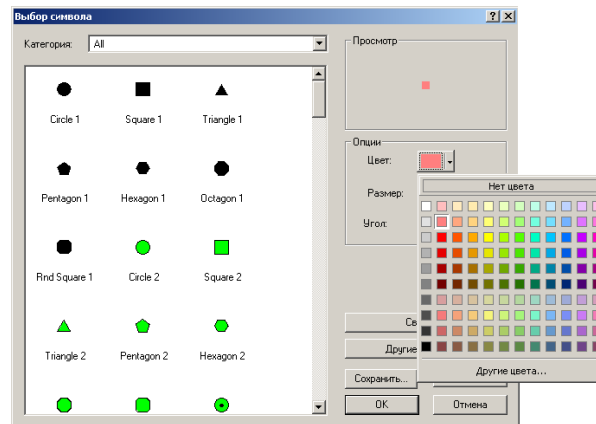 Выбор символа
Категория: All
Просмотр
Circle 1 Square 1 Triangle 1
Опции
Цвет:
Нет цвета
Pentagon 1 Hexagon 1 Octagon 1
Размер:
Угол:
Rnd Square 1 Circle 2 Square 2
Св
Triangle 2 Pentagon 2 Hexagon 2
Другие
Другие цвета...
Сохранить...
OK Отмена